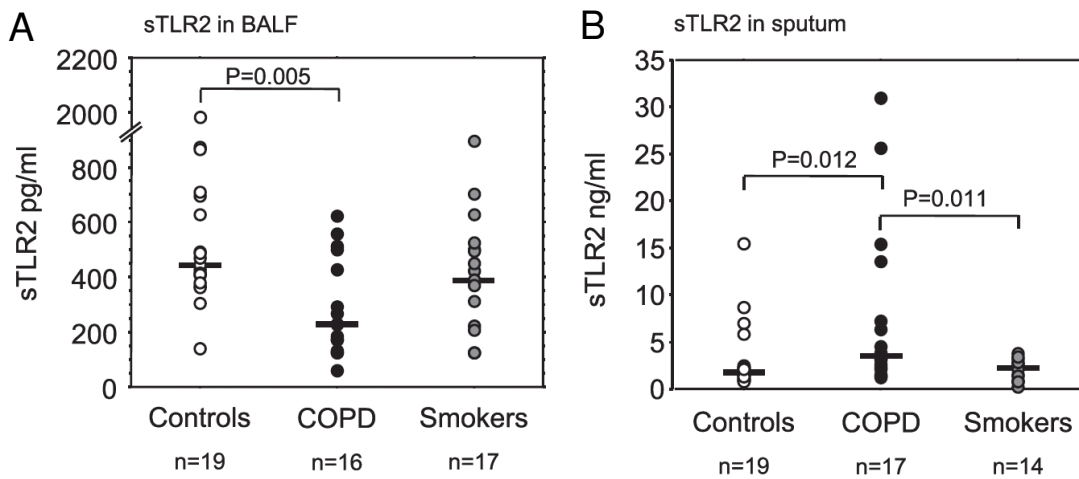 A
sTLR2 in BALF
sTLR2 pg/ml
2200
2000
800
600
400
200
0
P=0.005
Controls
COPD
Smokers
n=19
n=16
n=17
B
sTLR2 in sputum
sTLR2 ng/ml
35
30
25
20
15
10
5
0
P=0.012
P=0.011
Controls
COPD
Smokers
n=19
n=17
n=14